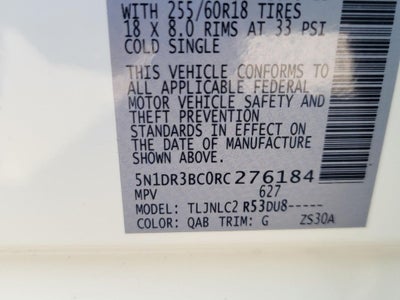 WITH 255/60R18 TIRES
18 X 8.0 RIMS AT 33 PSI
COLD SINGLE
THIS VEHICLE CONFORMS TO
ALL APPLICABLE FEDERAL
MOTOR VEHICLE SAFETY AND
THEFT PREVENTION
STANDARDS IN EFFECT ON
THE DATE OF MANUFACTURE
SHOWN ABOVE.
5N1DR3BC0RC276184
MPV 627
MODEL: TLJNLC2 R53DU8-----
COLOR: QAB TRIM: G ZS30A